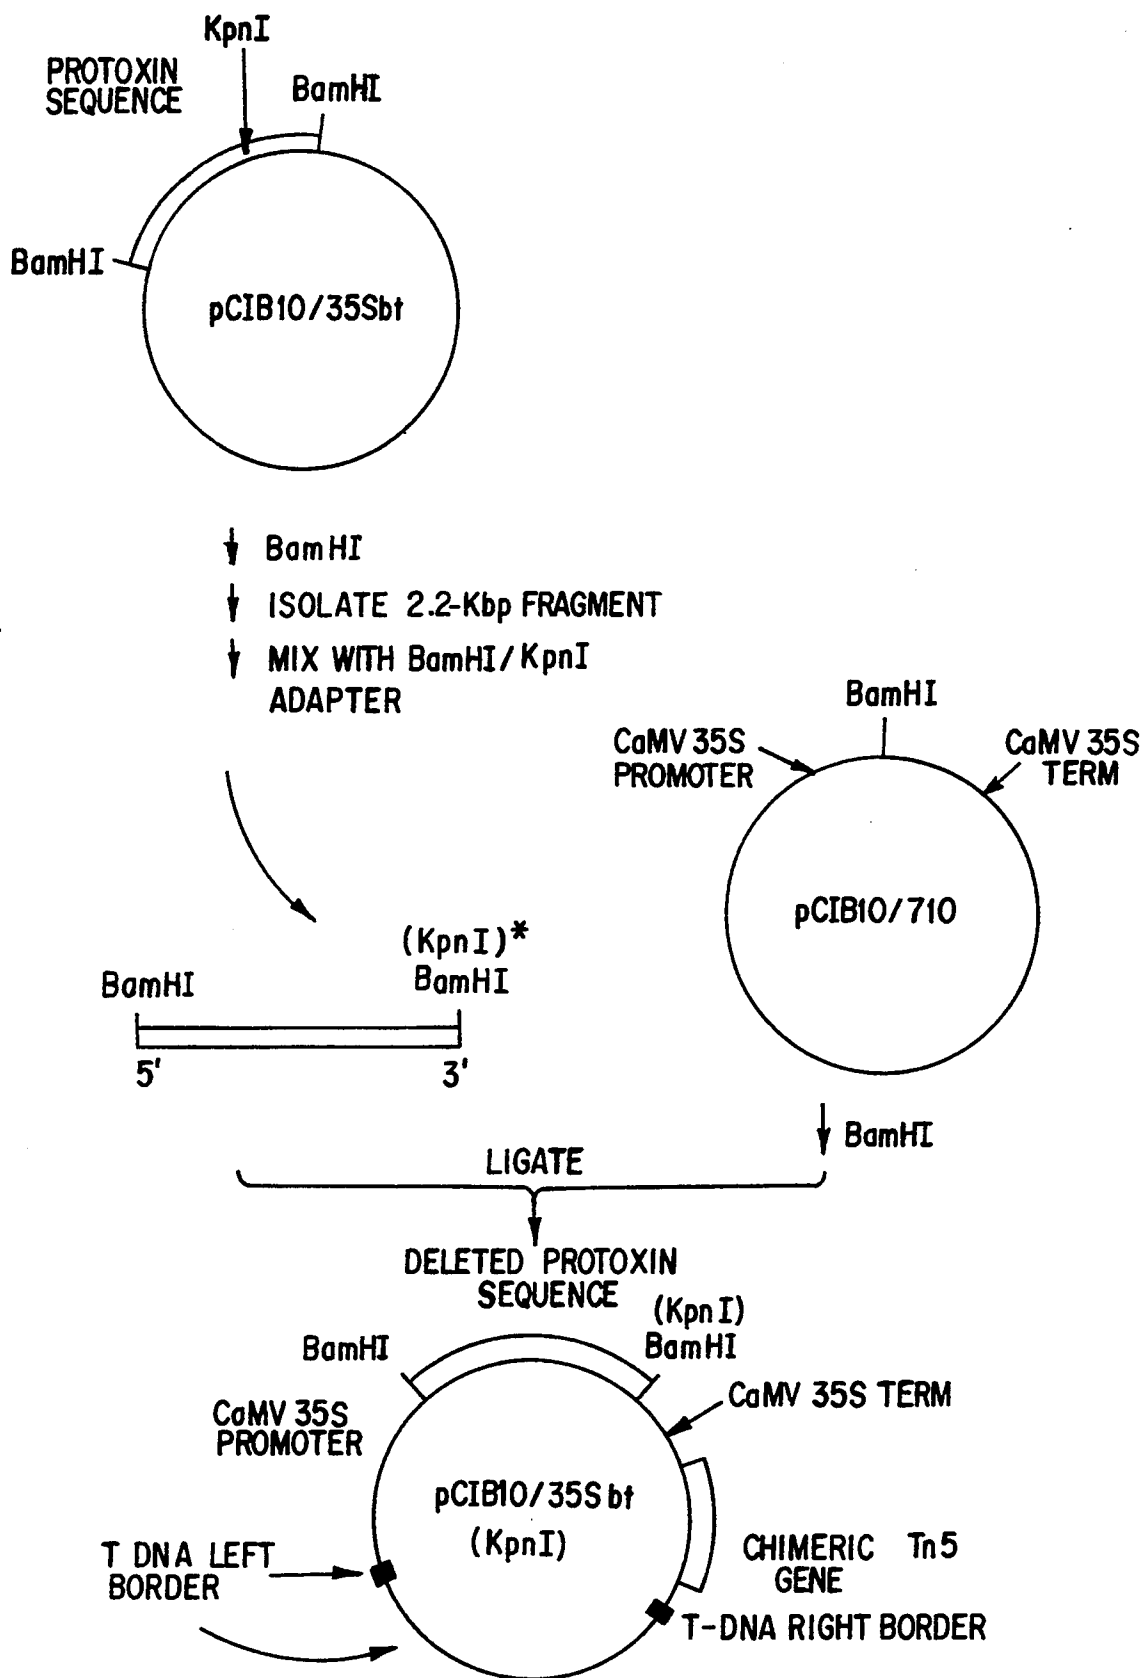 KpnI
PROTOXIN
SEQUENCE
BamHI
BamHI
pCIB10/35Sbt
BamHI
ISOLATE 2.2-Kbp FRAGMENT
MIX WITH BamHI/KpnI
ADAPTER
BamHI
CaMV 35S
PROMOTER
CaMV 35S
TERM
pCIB10/710
(KpnI)*
BamHI
BamHI
5'
3'
BamHI
LIGATE
DELETED PROTOXIN
SEQUENCE
(KpnI)
BamHI
BamHI
CaMV 35S TERM
CaMV 35S
PROMOTER
pCIB10/35Sbt
(KpnI)
T DNA LEFT
BORDER
CHIMERIC Tn5
GENE
T-DNA RIGHT BORDER